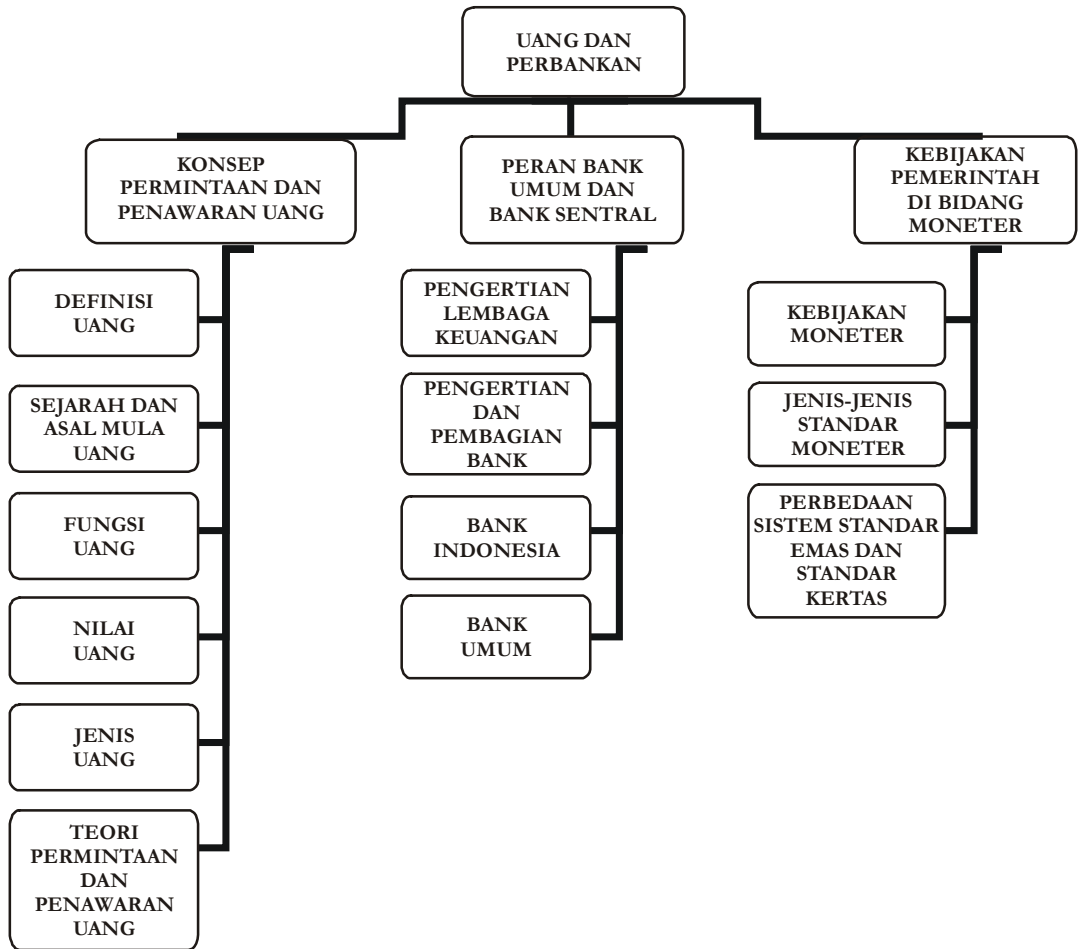 UANG DAN
PERBANKAN
KONSEP
PERMINTAAN DAN
PENAWARAN UANG
DEFINISI
UANG
SEJARAH DAN
ASAL MULA
UANG
FUNGSI
UANG
NILAI
UANG
JENIS
UANG
TEORI
PERMINTAAN
DAN
PENAWARAN
UANG
PERAN BANK
UMUM DAN
BANK SENTRAL
PENGERTIAN
LEMBAGA
KEUANGAN
PENGERTIAN
DAN
PEMBAGIAN
BANK
BANK
INDONESIA
BANK
UMUM
KEBIJAKAN
PEMERINTAH
DI BIDANG
MONETER
KEBIJAKAN
MONETER
JENIS-JENIS
STANDAR
MONETER
PERBEDAAN
SISTEM STANDAR
EMAS DAN
STANDAR
KERTAS